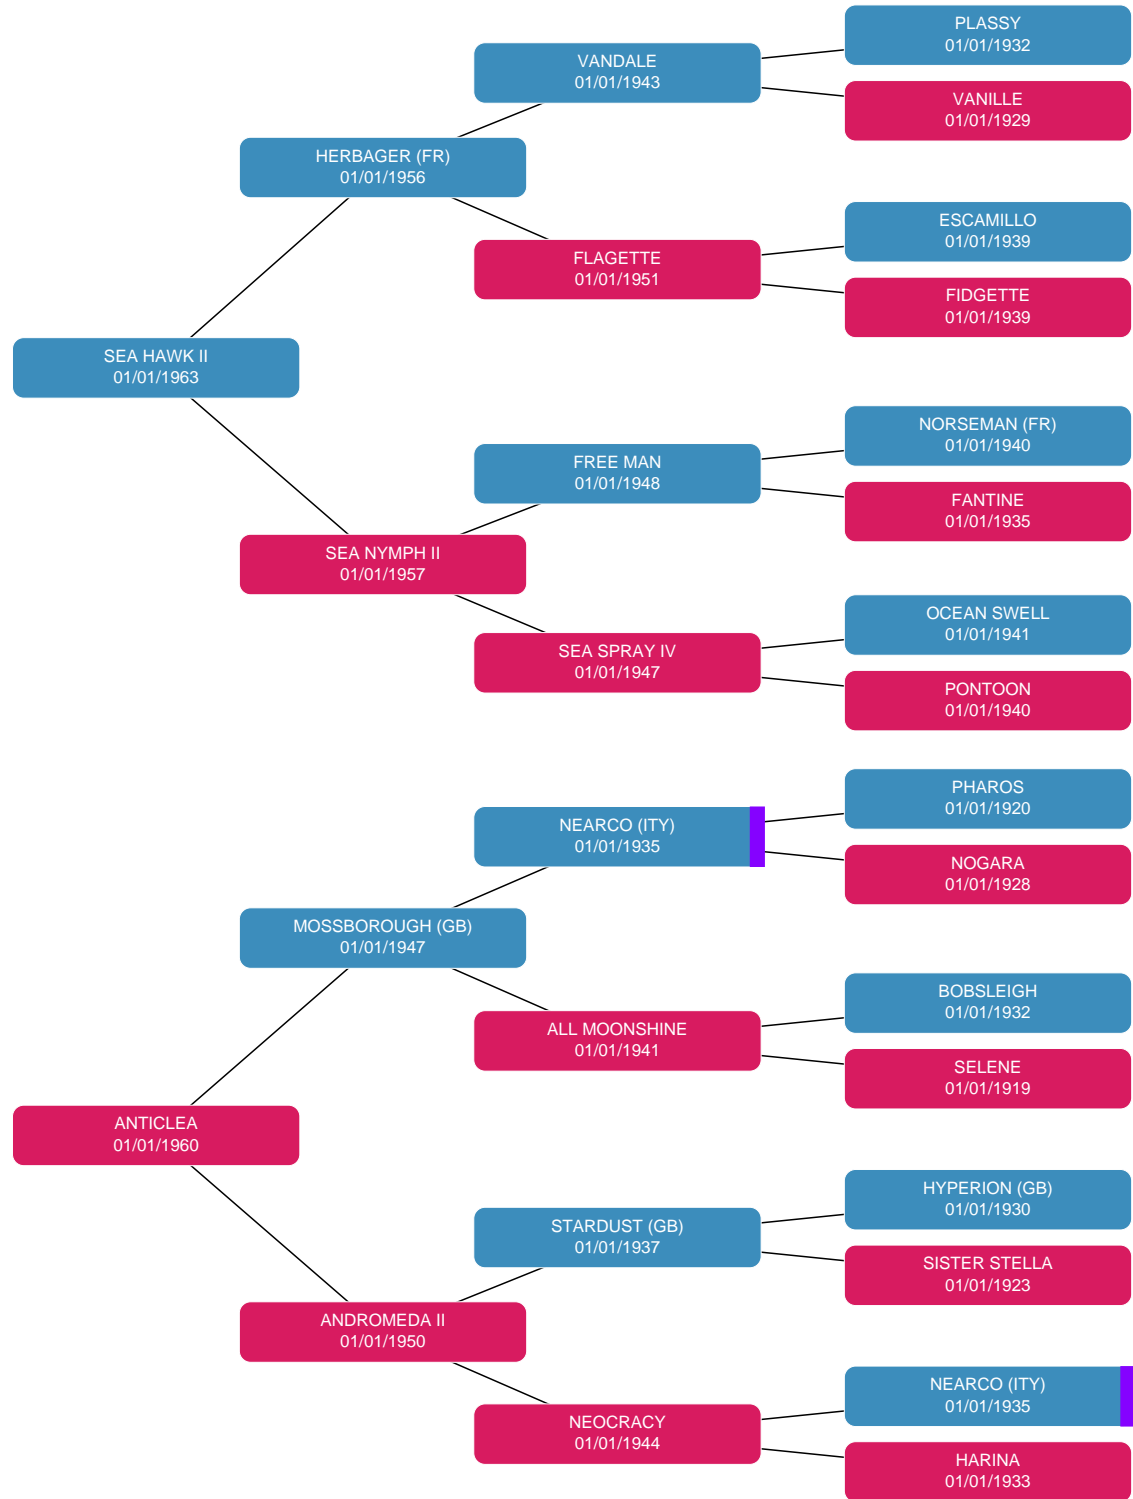 PLASSY
01/01/1932
VANDALE
01/01/1943
VANILLE
01/01/1929
HERBAGER (FR)
01/01/1956
ESCAMILLO
01/01/1939
FLAGETTE
01/01/1951
FIDGETTE
01/01/1939
SEA HAWK II
01/01/1963
NORSEMAN (FR)
01/01/1940
FREE MAN
01/01/1948
FANTINE
01/01/1935
SEA NYMPH II
01/01/1957
OCEAN SWELL
01/01/1941
SEA SPRAY IV
01/01/1947
PONTOON
01/01/1940
PHAROS
01/01/1920
NEARCO (ITY)
01/01/1935
NOGARA
01/01/1928
MOSSBOROUGH (GB)
01/01/1947
BOBSLEIGH
01/01/1932
ALL MOONSHINE
01/01/1941
SELENE
01/01/1919
ANTICLEA
01/01/1960
HYPERION (GB)
01/01/1930
STARDUST (GB)
01/01/1937
SISTER STELLA
01/01/1923
ANDROMEDA II
01/01/1950
NEARCO (ITY)
01/01/1935
NEOCRACY
01/01/1944
HARINA
01/01/1933